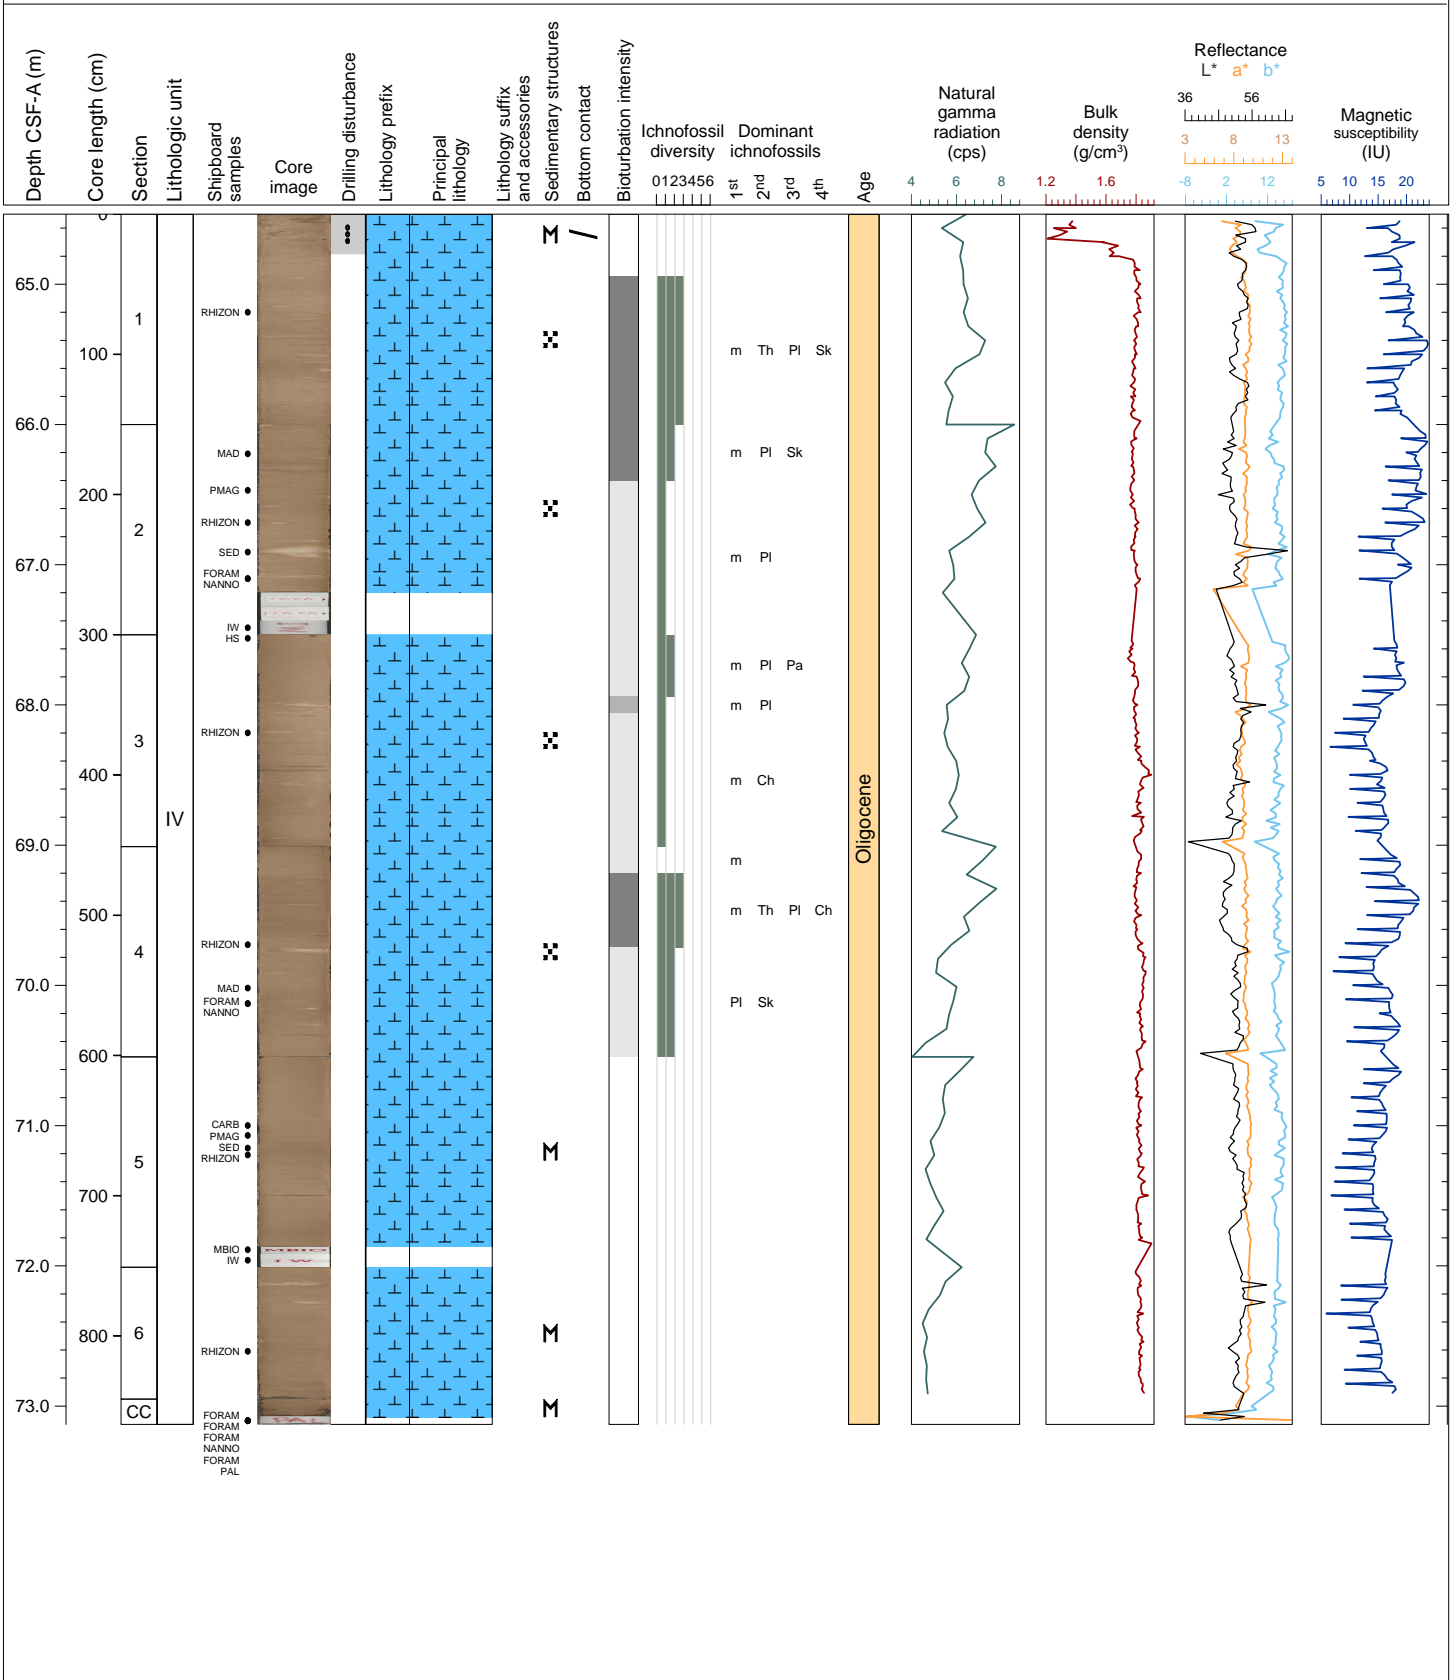 Depth CSF-A (m)
Core length (cm)
Section
Lithologic unit
Shipboard
samples
Core
image
Drilling disturbance
Lithology prefix
Principal
lithology
Lithology suffix
and accessories
Sedimentary structures
Bottom contact
Bioturbation intensity
Ichnofossil
diversity
0123456
Dominant
ichnofossils
1st 2nd 3rd 4th
Age
Natural
gamma
radiation
(cps)
4 6 8
Bulk
density
(g/cm³)
1.2 1.6
Reflectance
L* a* b*
36 56
3 8 13
-8 2 12
Magnetic
susceptibility
(IU)
5 10 15 20
0
65.0
1
RHIZON
100
m Th Pl Sk
66.0
MAD
m Pl Sk
PMAG
200
RHIZON
2
SED
m Pl
67.0
FORAM
NANNO
IW
300
HS
m Pl Pa
68.0
m Pl
RHIZON
3
400
m Ch
IV
69.0
Oligocene
m
500
m Th Pl Ch
RHIZON
4
70.0
MAD
FORAM
NANNO
Pl Sk
600
71.0
CARB
PMAG
SED
RHIZON
5
700
MBIO
MBIO
IW
IW
72.0
800
6
RHIZON
73.0
CC
FORAM
PAL
FORAM
FORAM
NANNO
FORAM
PAL